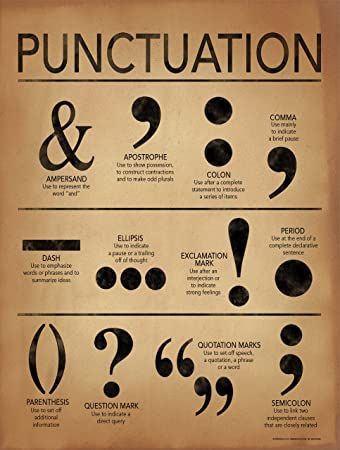 PUNCTUATION
&
AMPERSAND
Use to represent the
word "and"
’
APOSTROPHE
Use to show possession,
to construct contractions
and to make odd plurals
:
COLON
Use after a complete
statement to introduce
a series of items
COMMA
Use mainly
to indicate
a brief pause
,
–
DASH
Use to emphasize
words or phrases and to
summarize ideas
ELLIPSIS
Use to indicate
a pause or a trailing
off of thought
...
EXCLAMATION
MARK
Use after an
interjection or to
indicate
strong feelings
!
PERIOD
Use at the end of a
complete declarative
sentence
.
()
PARENTHESIS
Use to set off
additional
information
?
QUESTION MARK
Use to indicate a
direct query
“
QUOTATION MARKS
Use to set off speech,
a quotation, a phrase
or a word
”
;
SEMICOLON
Use to link two
independent clauses
that are closely related